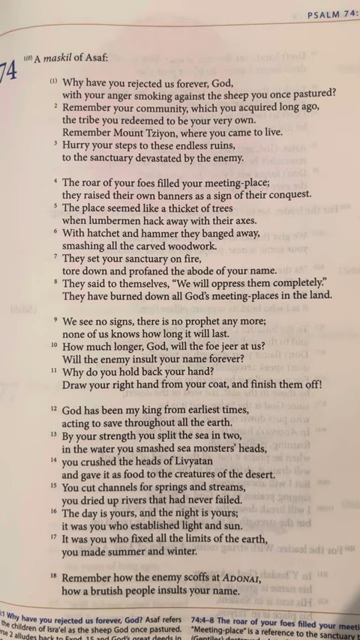 PSALM 74:
74 ⁽⁰⁾ A maskil of Asaf:
⁽¹⁾ Why have you rejected us forever, God,
with your anger smoking against the sheep you once pastured?
² Remember your community, which you acquired long ago,
the tribe you redeemed to be your very own.
Remember Mount Tziyon, where you came to live.
³ Hurry your steps to these endless ruins,
to the sanctuary devastated by the enemy.
⁴ The roar of your foes filled your meeting-place;
they raised their own banners as a sign of their conquest.
⁵ The place seemed like a thicket of trees
when lumbermen hack away with their axes.
⁶ With hatchet and hammer they banged away,
smashing all the carved woodwork.
⁷ They set your sanctuary on fire,
tore down and profaned the abode of your name.
⁸ They said to themselves, “We will oppress them completely.”
They have burned down all God's meeting-places in the land.
⁹ We see no signs, there is no prophet any more;
none of us knows how long it will last.
¹⁰ How much longer, God, will the foe jeer at us?
Will the enemy insult your name forever?
¹¹ Why do you hold back your hand?
Draw your right hand from your coat, and finish them off!
¹² God has been my king from earliest times,
acting to save throughout all the earth.
¹³ By your strength you split the sea in two,
in the water you smashed sea monsters' heads,
¹⁴ you crushed the heads of Livyatan
and gave it as food to the creatures of the desert.
¹⁵ You cut channels for springs and streams,
you dried up rivers that had never failed.
¹⁶ The day is yours, and the night is yours;
it was you who established light and sun.
¹⁷ It was you who fixed all the limits of the earth,
you made summer and winter.
¹⁸ Remember how the enemy scoffs at ADONAI,
how a brutish people insults your name.
Why have you rejected us forever, God? Asaf refers
the children of Isra'el as the sheep God once pastured.
alludes back to Exod. 15 and God's great deeds in
74:4–8 The roar of your foes filled your meeti
“Meeting-place” is a reference to the sanctuary